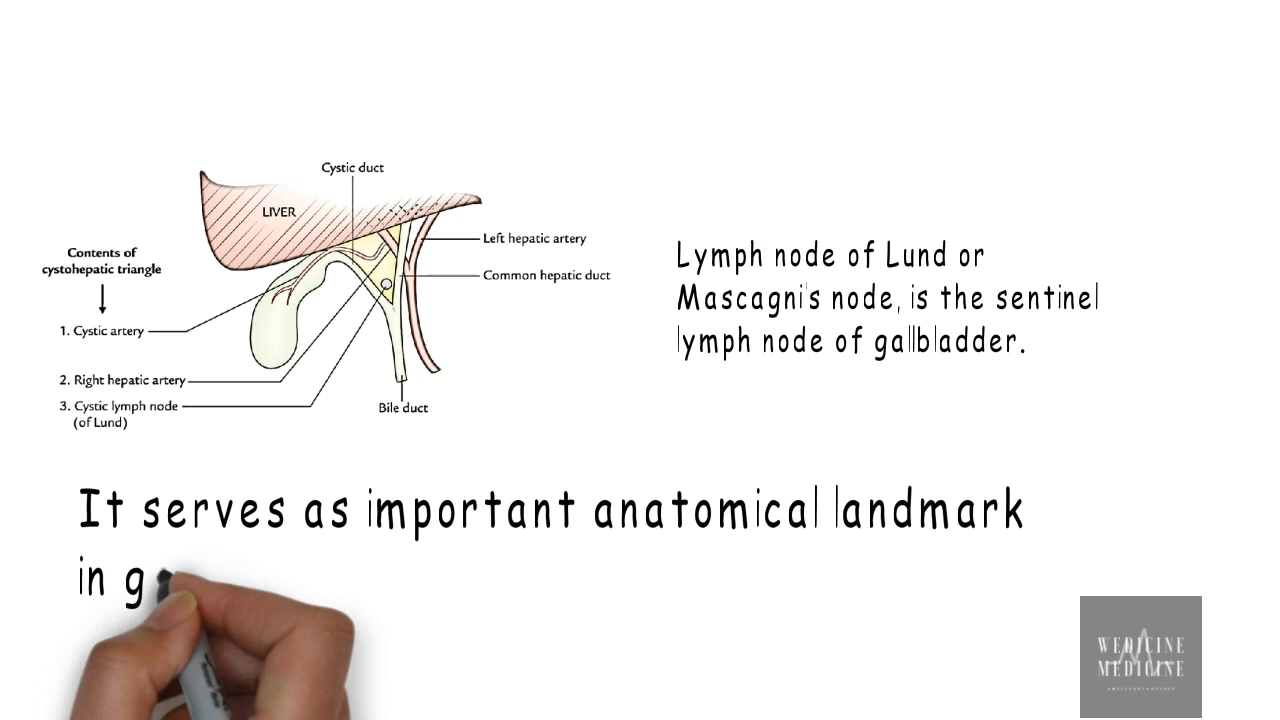 Cystic duct
LIVER
Left hepatic artery
Common hepatic duct
Contents of
cystohepatic triangle
1. Cystic artery
2. Right hepatic artery
3. Cystic lymph node
(of Lund)
Bile duct
Lymph node of Lund or
Mascagni's node, is the sentinel
lymph node of gallbladder.
It serves as important anatomical landmark
in g
WEDICINE
MEDICINE